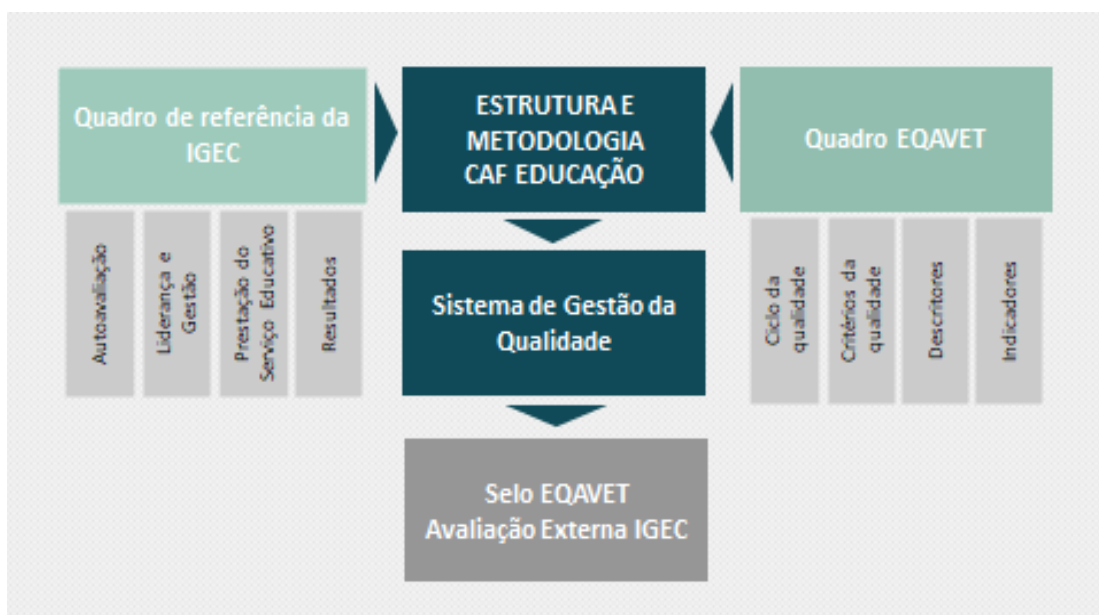 Quadro de referência da
IGEC
Autoavaliação
Liderança e
Gestão
Prestação do
Serviço Educativo
Resultados
ESTRUTURA E
METODOLOGIA
CAF EDUCAÇÃO
Sistema de Gestão da
Qualidade
Selo EQAVET
Avaliação Externa IGEC
Quadro EQAVET
Ciclo da
qualidade
Critérios da
qualidade
Descritores
Indicadores